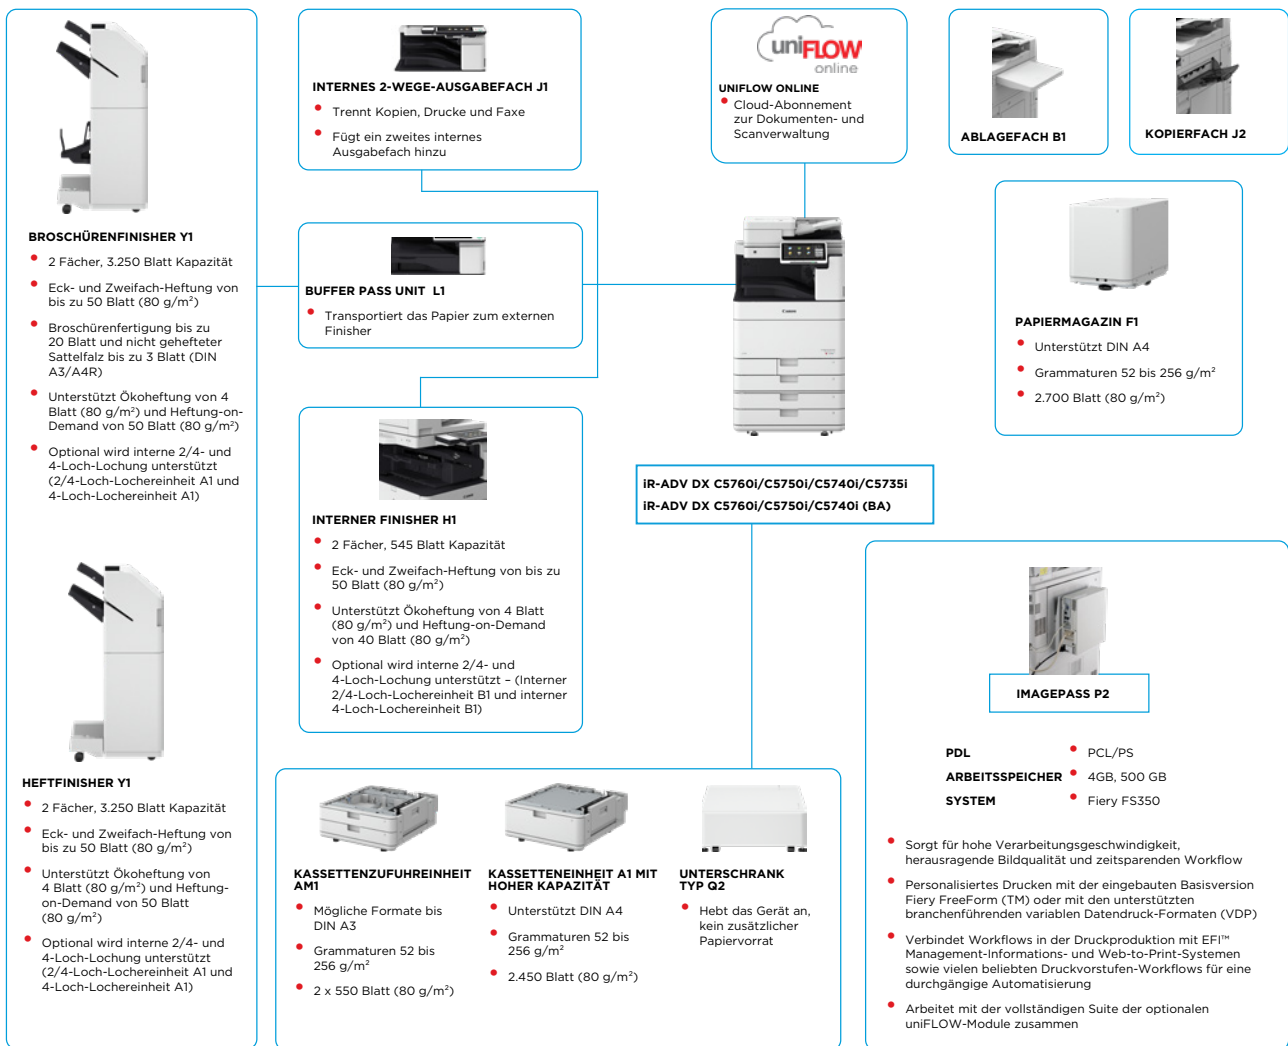 BROSCHÜRENFINISHER Y1
2 Fächer, 3.250 Blatt Kapazität
Eck- und Zweifach-Heftung von
bis zu 50 Blatt (80 g/m²)
Broschürenfertigung bis zu
20 Blatt und nicht gehefteter
Sattelfalz bis zu 3 Blatt (DIN
A3/A4R)
Unterstützt Ökoheftung von 4
Blatt (80 g/m²) und Heftung-on-
Demand von 50 Blatt (80 g/m²)
Optional wird interne 2/4- und
4-Loch-Lochung unterstützt
(2/4-Loch-Lochereinheit A1 und
4-Loch-Lochereinheit A1)
HEFTFINISHER Y1
2 Fächer, 3.250 Blatt Kapazität
Eck- und Zweifach-Heftung von
bis zu 50 Blatt (80 g/m²)
Unterstützt Ökoheftung von
4 Blatt (80 g/m²) und Heftung-
on-Demand von 50 Blatt
(80 g/m²)
Optional wird interne 2/4- und
4-Loch-Lochung unterstützt
(2/4-Loch-Lochereinheit A1 und
4-Loch-Lochereinheit A1)
INTERNES 2-WEGE-AUSGABEFACH J1
Trennt Kopien, Drucke und Faxe
Fügt ein zweites internes
Ausgabefach hinzu
BUFFER PASS UNIT L1
Transportiert das Papier zum externen
Finisher
INTERNER FINISHER H1
2 Fächer, 545 Blatt Kapazität
Eck- und Zweifach-Heftung von bis zu
50 Blatt (80 g/m²)
Unterstützt Ökoheftung von 4 Blatt
(80 g/m²) und Heftung-on-Demand
von 40 Blatt (80 g/m²)
Optional wird interne 2/4- und
4-Loch-Lochung unterstützt – (Interner
2/4-Loch-Lochereinheit B1 und interner
4-Loch-Lochereinheit B1)
uniFLOW
online
UNIFLOW ONLINE
Cloud-Abonnement
zur Dokumenten- und
Scanverwaltung
Canon
iR-ADV DX C5760i/C5750i/C5740i/C5735i
iR-ADV DX C5760i/C5750i/C5740i (BA)
ABLAGEFACH B1
KOPIERFACH J2
PAPIERMAGAZIN F1
Unterstützt DIN A4
Grammaturen 52 bis 256 g/m²
2.700 Blatt (80 g/m²)
KASSETTENZUFUHREINHEIT
AM1
Mögliche Formate bis
DIN A3
Grammaturen 52 bis
256 g/m²
2 x 550 Blatt (80 g/m²)
KASSETTENEINHEIT A1 MIT
HOHER KAPAZITÄT
Unterstützt DIN A4
Grammaturen 52 bis
256 g/m²
2.450 Blatt (80 g/m²)
UNTERSCHRANK
TYP Q2
Hebt das Gerät an,
kein zusätzlicher
Papiervorrat
IMAGEPASS P2
PDL PCL/PS
ARBEITSSPEICHER 4GB, 500 GB
SYSTEM Fiery FS350
Sorgt für hohe Verarbeitungsgeschwindigkeit,
herausragende Bildqualität und zeitsparenden Workflow
Personalisiertes Drucken mit der eingebauten Basisversion
Fiery FreeForm (TM) oder mit den unterstützten
branchenführenden variablen Datendruck-Formaten (VDP)
Verbindet Workflows in der Druckproduktion mit EFI™
Management-Informations- und Web-to-Print-Systemen
sowie vielen beliebten Druckvorstufen-Workflows für eine
durchgängige Automatisierung
Arbeitet mit der vollständigen Suite der optionalen
uniFLOW-Module zusammen